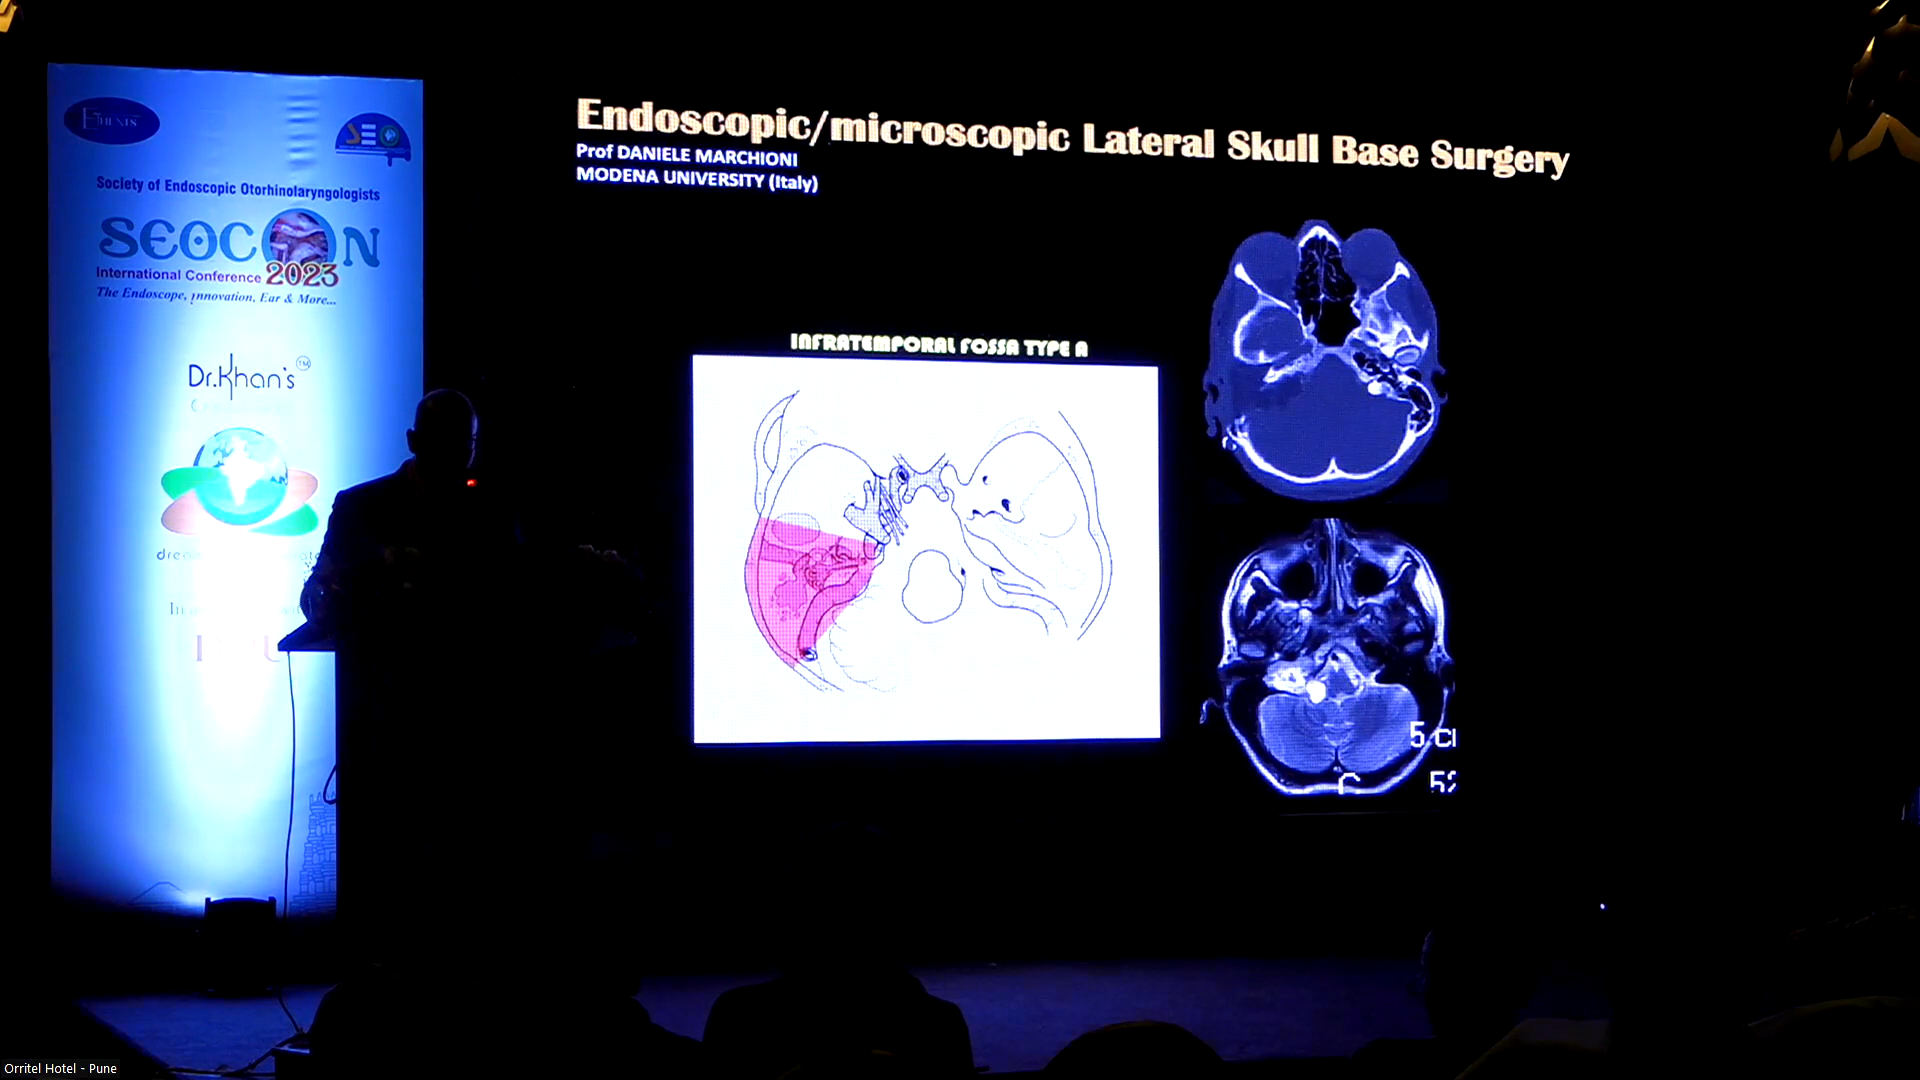 Society of Endoscopic Otorhinolaryngologists
SEOCON
International Conference 2023
The Endoscope, Innovation, Ear & More...
Dr.Khan's
TM
Endoscopic/microscopic Lateral Skull Base Surgery
Prof DANIELE MARCHIONI
MODENA UNIVERSITY (Italy)
INFRATEMPORAL FOSSA TYPE A
Orritel Hotel - Pune